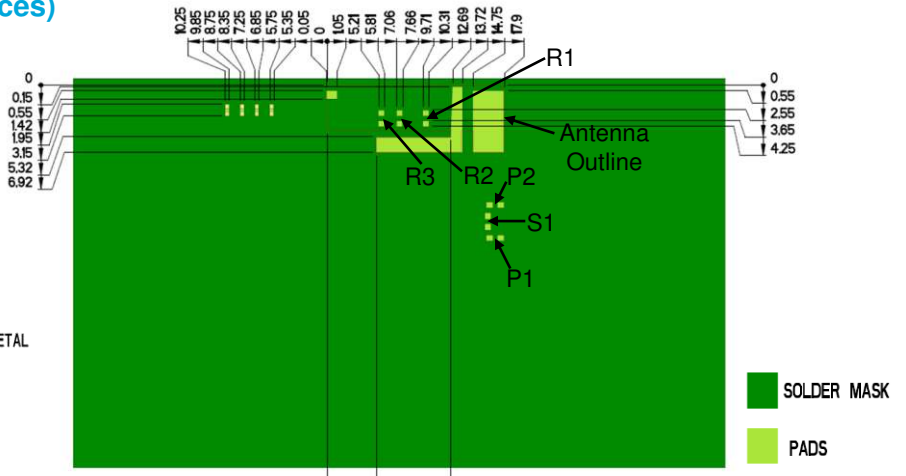 ces)
10.25
9.85
8.75
8.35
7.25
6.85
5.75
5.35
0.05
0
1.05
5.21
5.81
7.06
7.66
9.71
10.31
12.69
13.72
14.75
17.9
R1
0
0.15
0.55
1.42
1.95
3.15
5.32
6.92
0
0.55
2.55
3.65
4.25
Antenna
Outline
R3
R2
P2
S1
P1
ETAL
SOLDER MASK
PADS